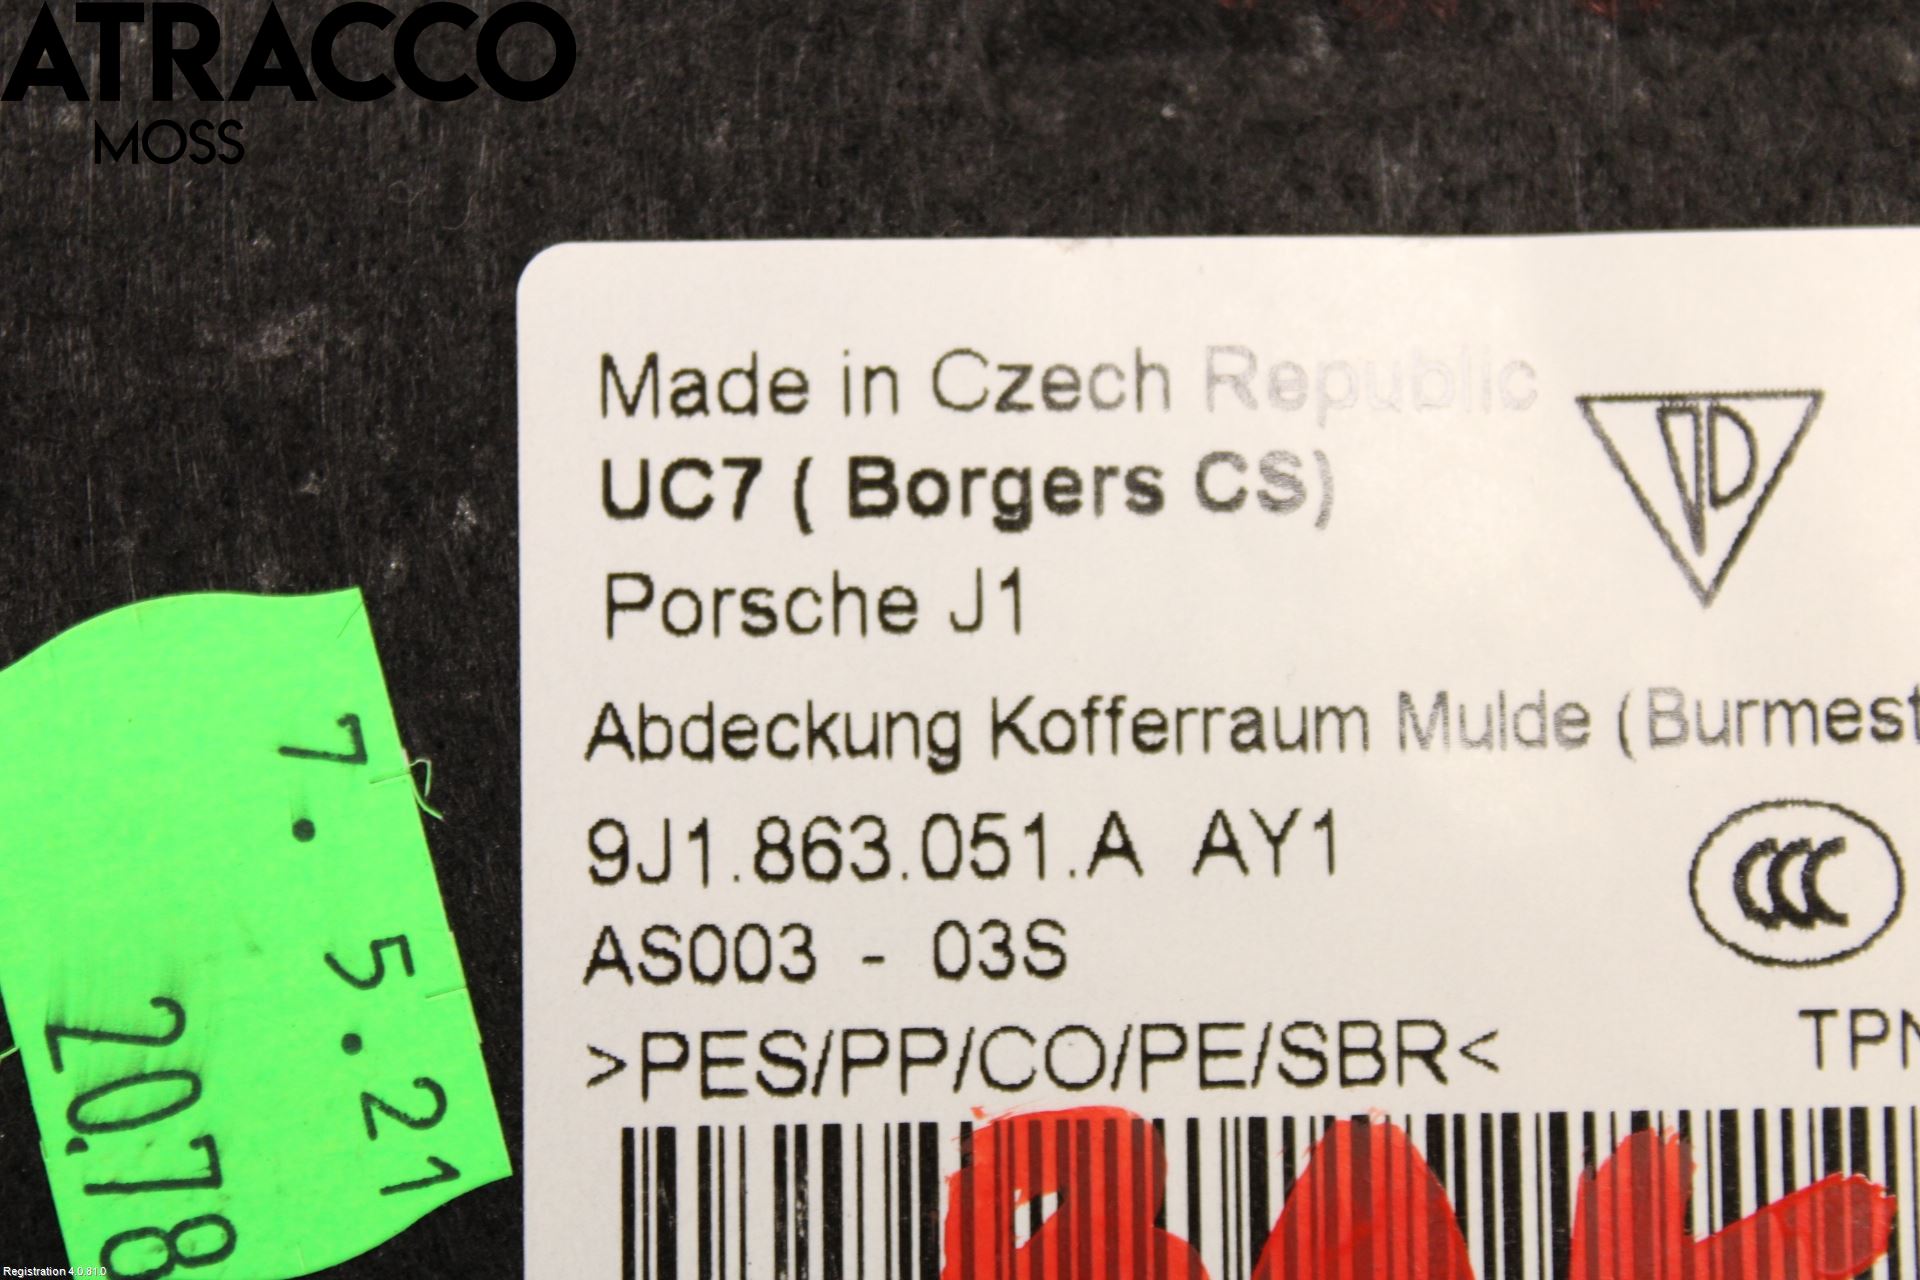 ATRACCO
MOSS
Made in Czech Republic
UC7 ( Borgers CS)
Porsche J1
Abdeckung Kofferraum Mulde (Burmest
9J1.863.051.A AY1
CCC
AS003 - 03S
>PES/PP/CO/PE/SBR<
TPN
7.5.21
20.78
Registration 4.0.81.0